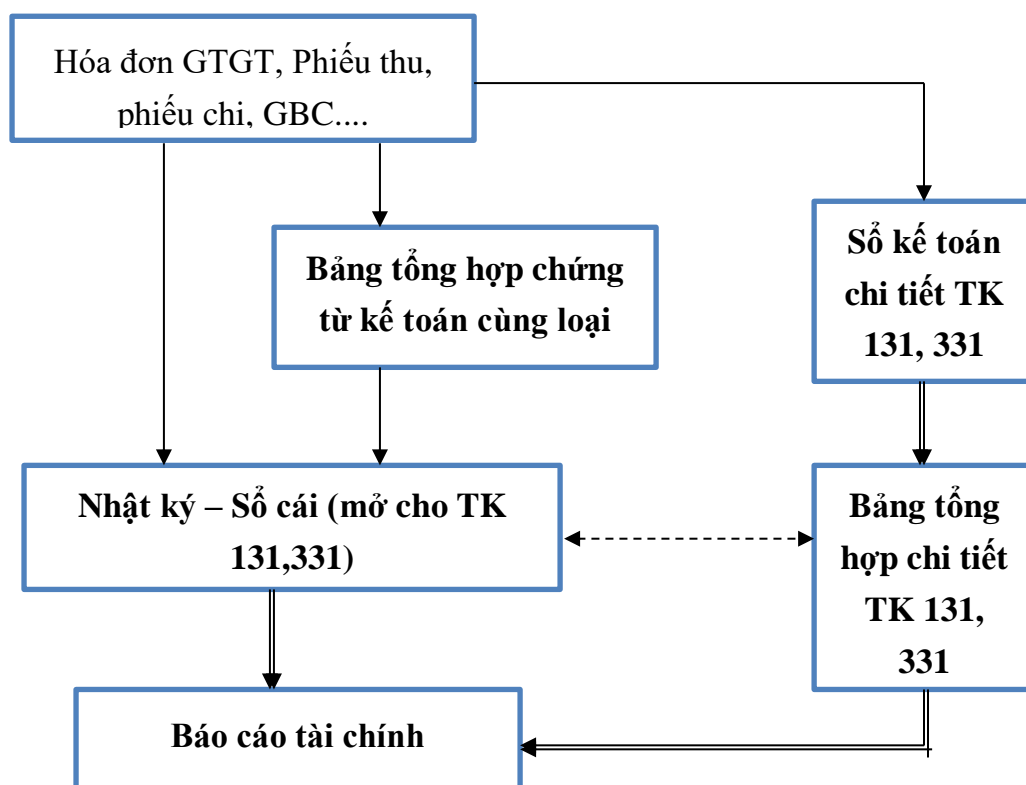 Hóa đơn GTGT, Phiếu thu,
phiếu chi, GBC....
Bảng tổng hợp chứng
từ kế toán cùng loại
Sổ kế toán
chi tiết TK
131, 331
Nhật ký – Sổ cái (mở cho TK
131,331)
Bảng tổng
hợp chi tiết
TK 131,
331
Báo cáo tài chính